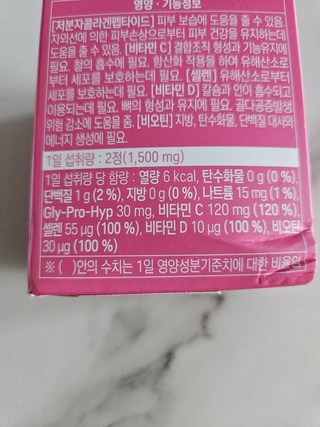 영양·기능정보
[저분자콜라겐펩타이드] 피부 보습에 도움을 줄 수 있음.
자외선에 의한 피부손상으로부터 피부 건강을 유지하는데
도움을 줄 수 있음. [비타민 C] 결합조직 형성과 기능유지에
필요. 철의 흡수에 필요. 항산화 작용을 하여 유해산소로
부터 세포를 보호하는데 필요. [셀렌] 유해산소로부터
세포를 보호하는데 필요. [비타민 D] 칼슘과 인이 흡수되고
이용되는데 필요. 뼈의 형성과 유지에 필요. 골다공증발생
위험 감소에 도움을 줌. [비오틴] 지방, 탄수화물, 단백질 대사와
에너지 생성에 필요.
1일 섭취량 : 2정(1,500 mg)
1일 섭취량 당 함량 : 열량 6 kcal, 탄수화물 0 g (0 %),
단백질 1 g (2 %), 지방 0 g (0 %), 나트륨 15 mg (1 %),
Gly-Pro-Hyp 30 mg, 비타민 C 120 mg (120 %),
셀렌 55 μg (100 %), 비타민 D 10 μg (100 %), 비오틴
30 μg (100 %)
※ ( )안의 수치는 1일 영양성분기준치에 대한 비율임